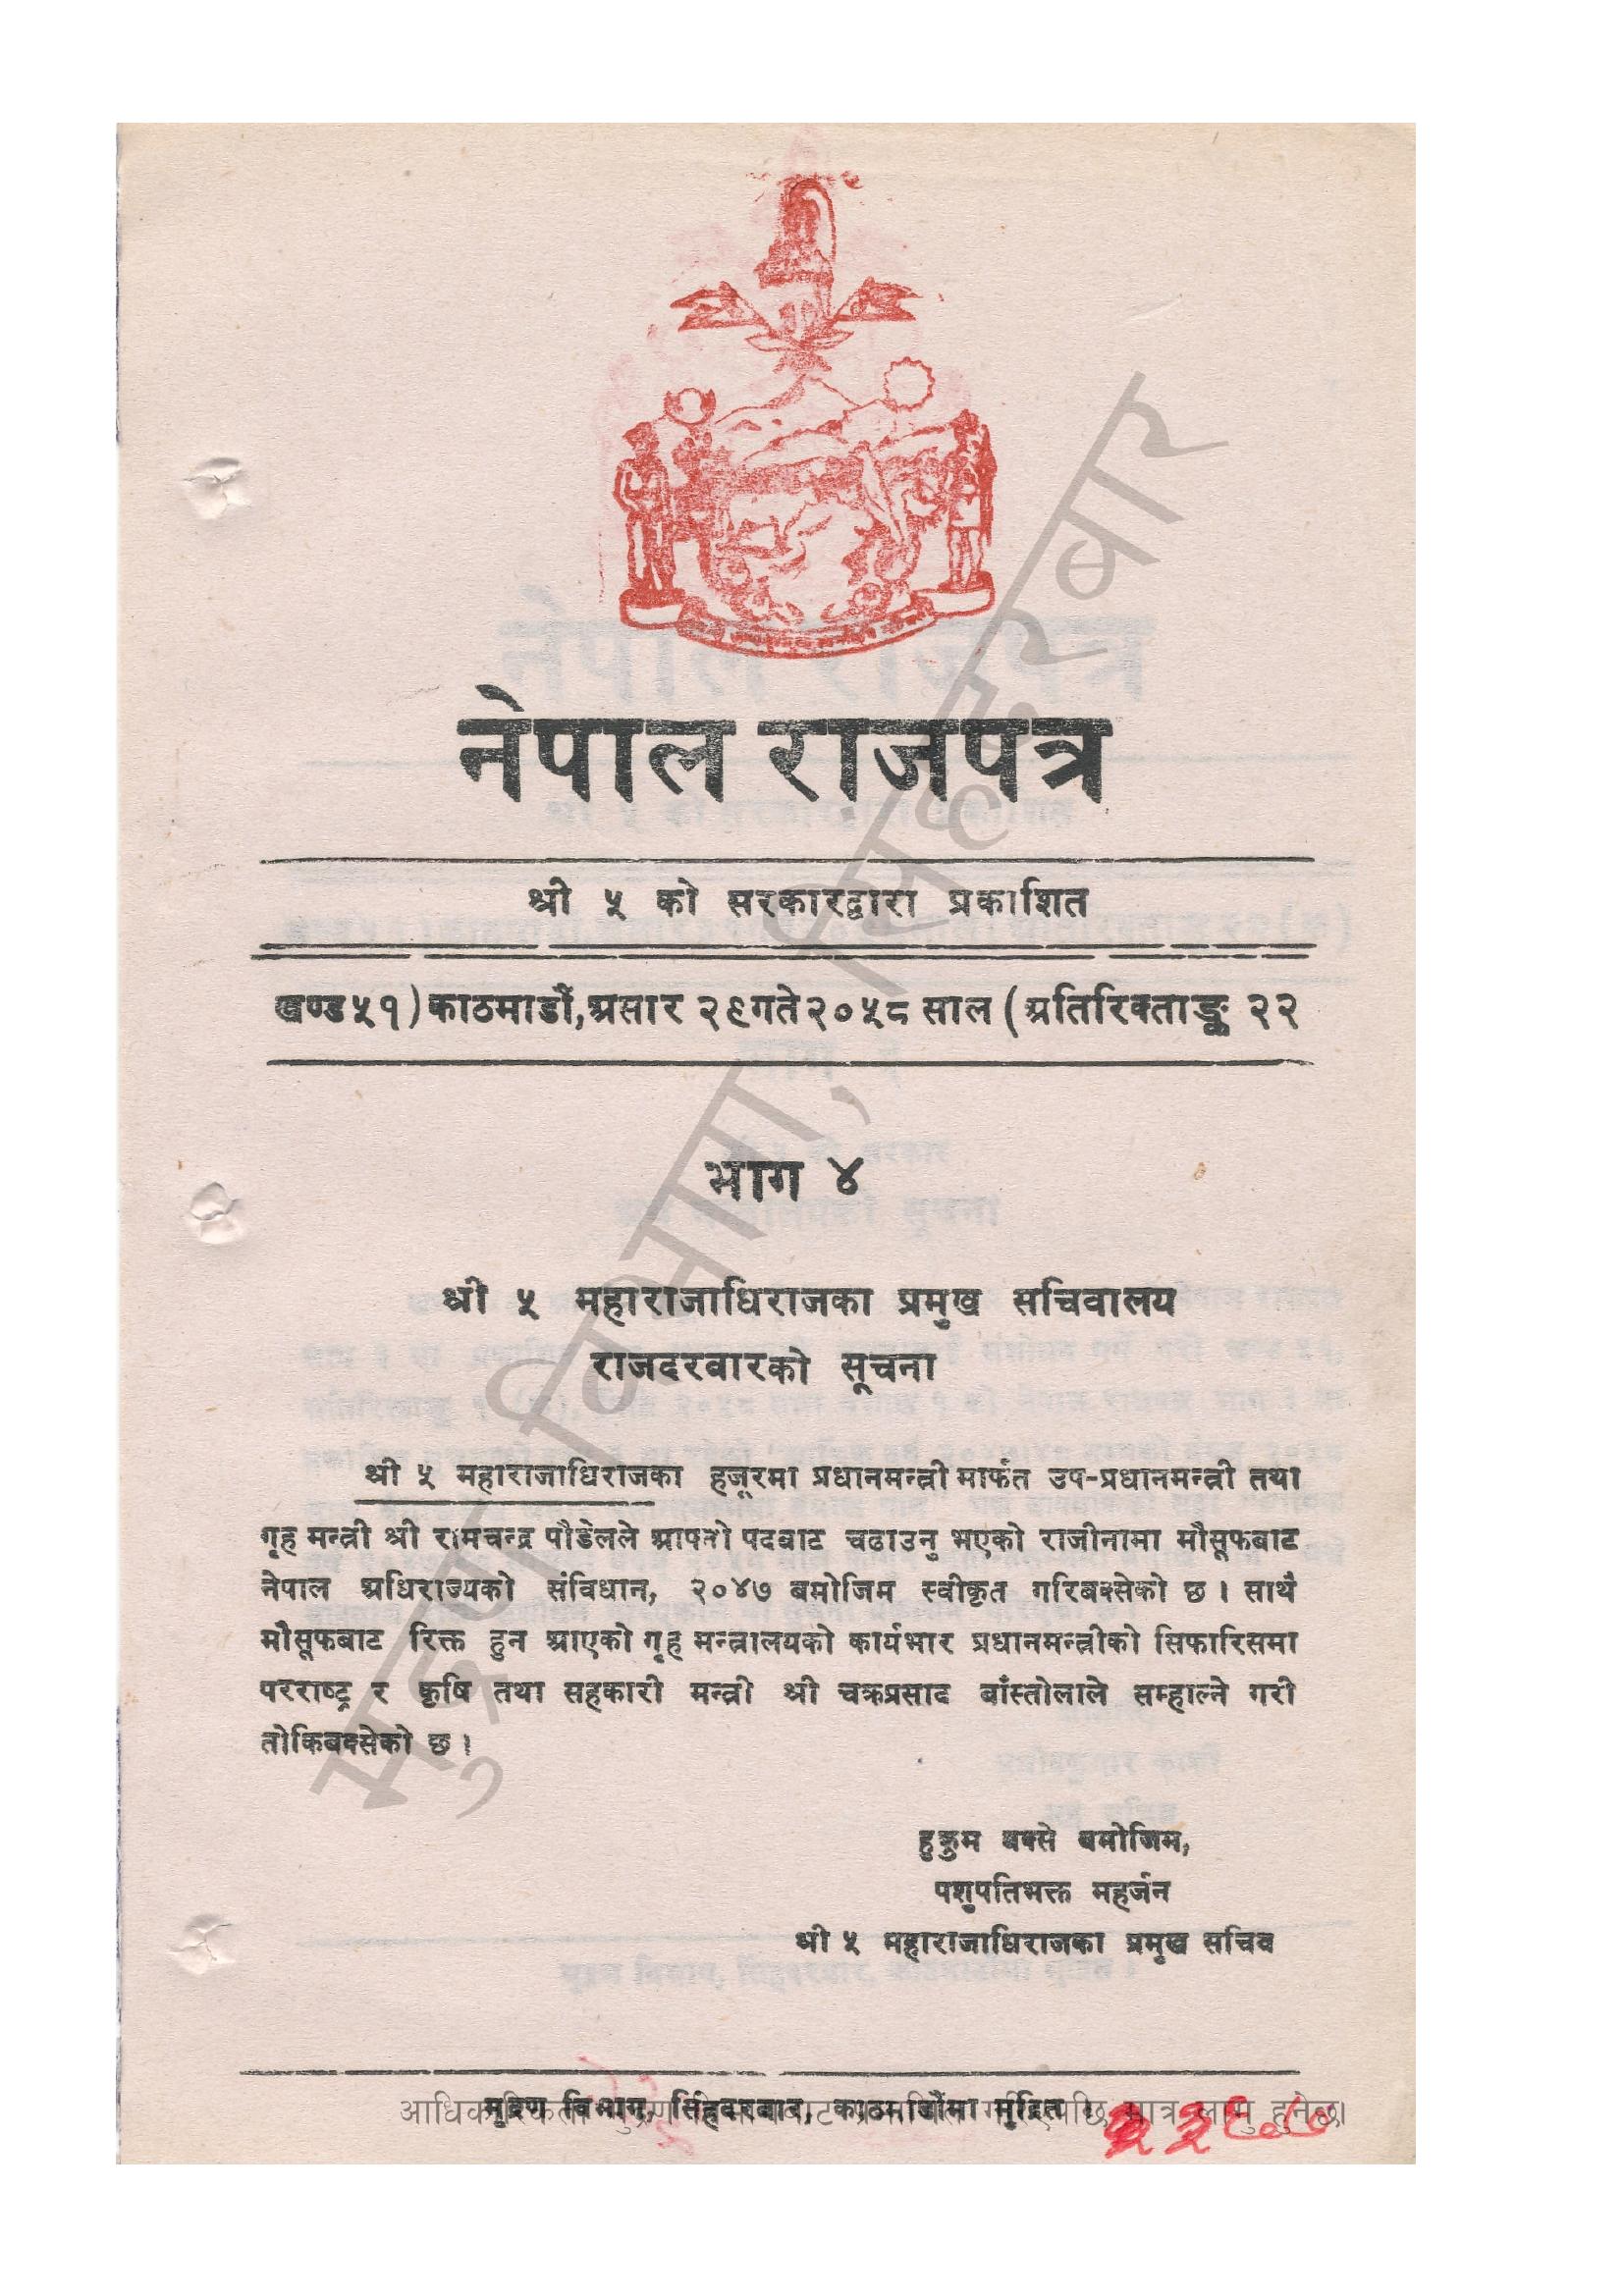 नेपाल राजपत्र
श्री ५ को सरकारद्वारा प्रकाशित
खण्ड ५१) काठमाडौं, असार २९ गते २०५८ साल (अतिरिक्ताङ्क २२
भाग ४
श्री ५ महाराजाधिराजका प्रमुख सचिवालय
राजदरबारको सूचना
श्री ५ महाराजाधिराजका हजूरमा प्रधानमन्त्री मार्फत उप-प्रधानमन्त्री तथा
गृह मन्त्री श्री रामचन्द्र पौडेलले आफ्नो पदबाट चढाउनु भएको राजीनामा मौसूफबाट
नेपाल अधिराज्यको संविधान, २०४७ बमोजिम स्वीकृत गरिबक्सेको छ । साथै
मौसूफबाट रिक्त हुन आएको गृह मन्त्रालयको कार्यभार प्रधानमन्त्रीको सिफारिसमा
परराष्ट्र र कृषि तथा सहकारी मन्त्री श्री चक्रप्रसाद बाँस्तोलाले सम्हाल्ने गरी
तोकिबक्सेको छ ।
हुकुम बक्से बमोजिम,
पशुपतिभक्त महर्जन
श्री ५ महाराजाधिराजका प्रमुख सचिव
मुद्रण विभाग, सिंहदरबार, काठमाडौंमा मुद्रित ।
मुद्रण विभाग, सिंहदरबार